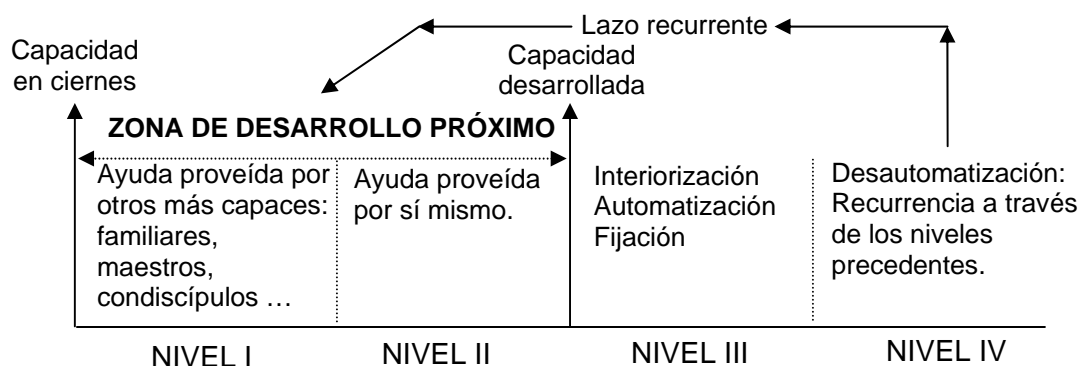 Lazo recurrente
Capacidad
en ciernes
Capacidad
desarrollada
ZONA DE DESARROLLO PRÓXIMO
Ayuda proveída por
otros más capaces:
familiares,
maestros,
condiscípulos …
Ayuda proveída
por sí mismo.
Interiorización
Automatización
Fijación
Desautomatización:
Recurrencia a través
de los niveles
precedentes.
NIVEL I
NIVEL II
NIVEL III
NIVEL IV